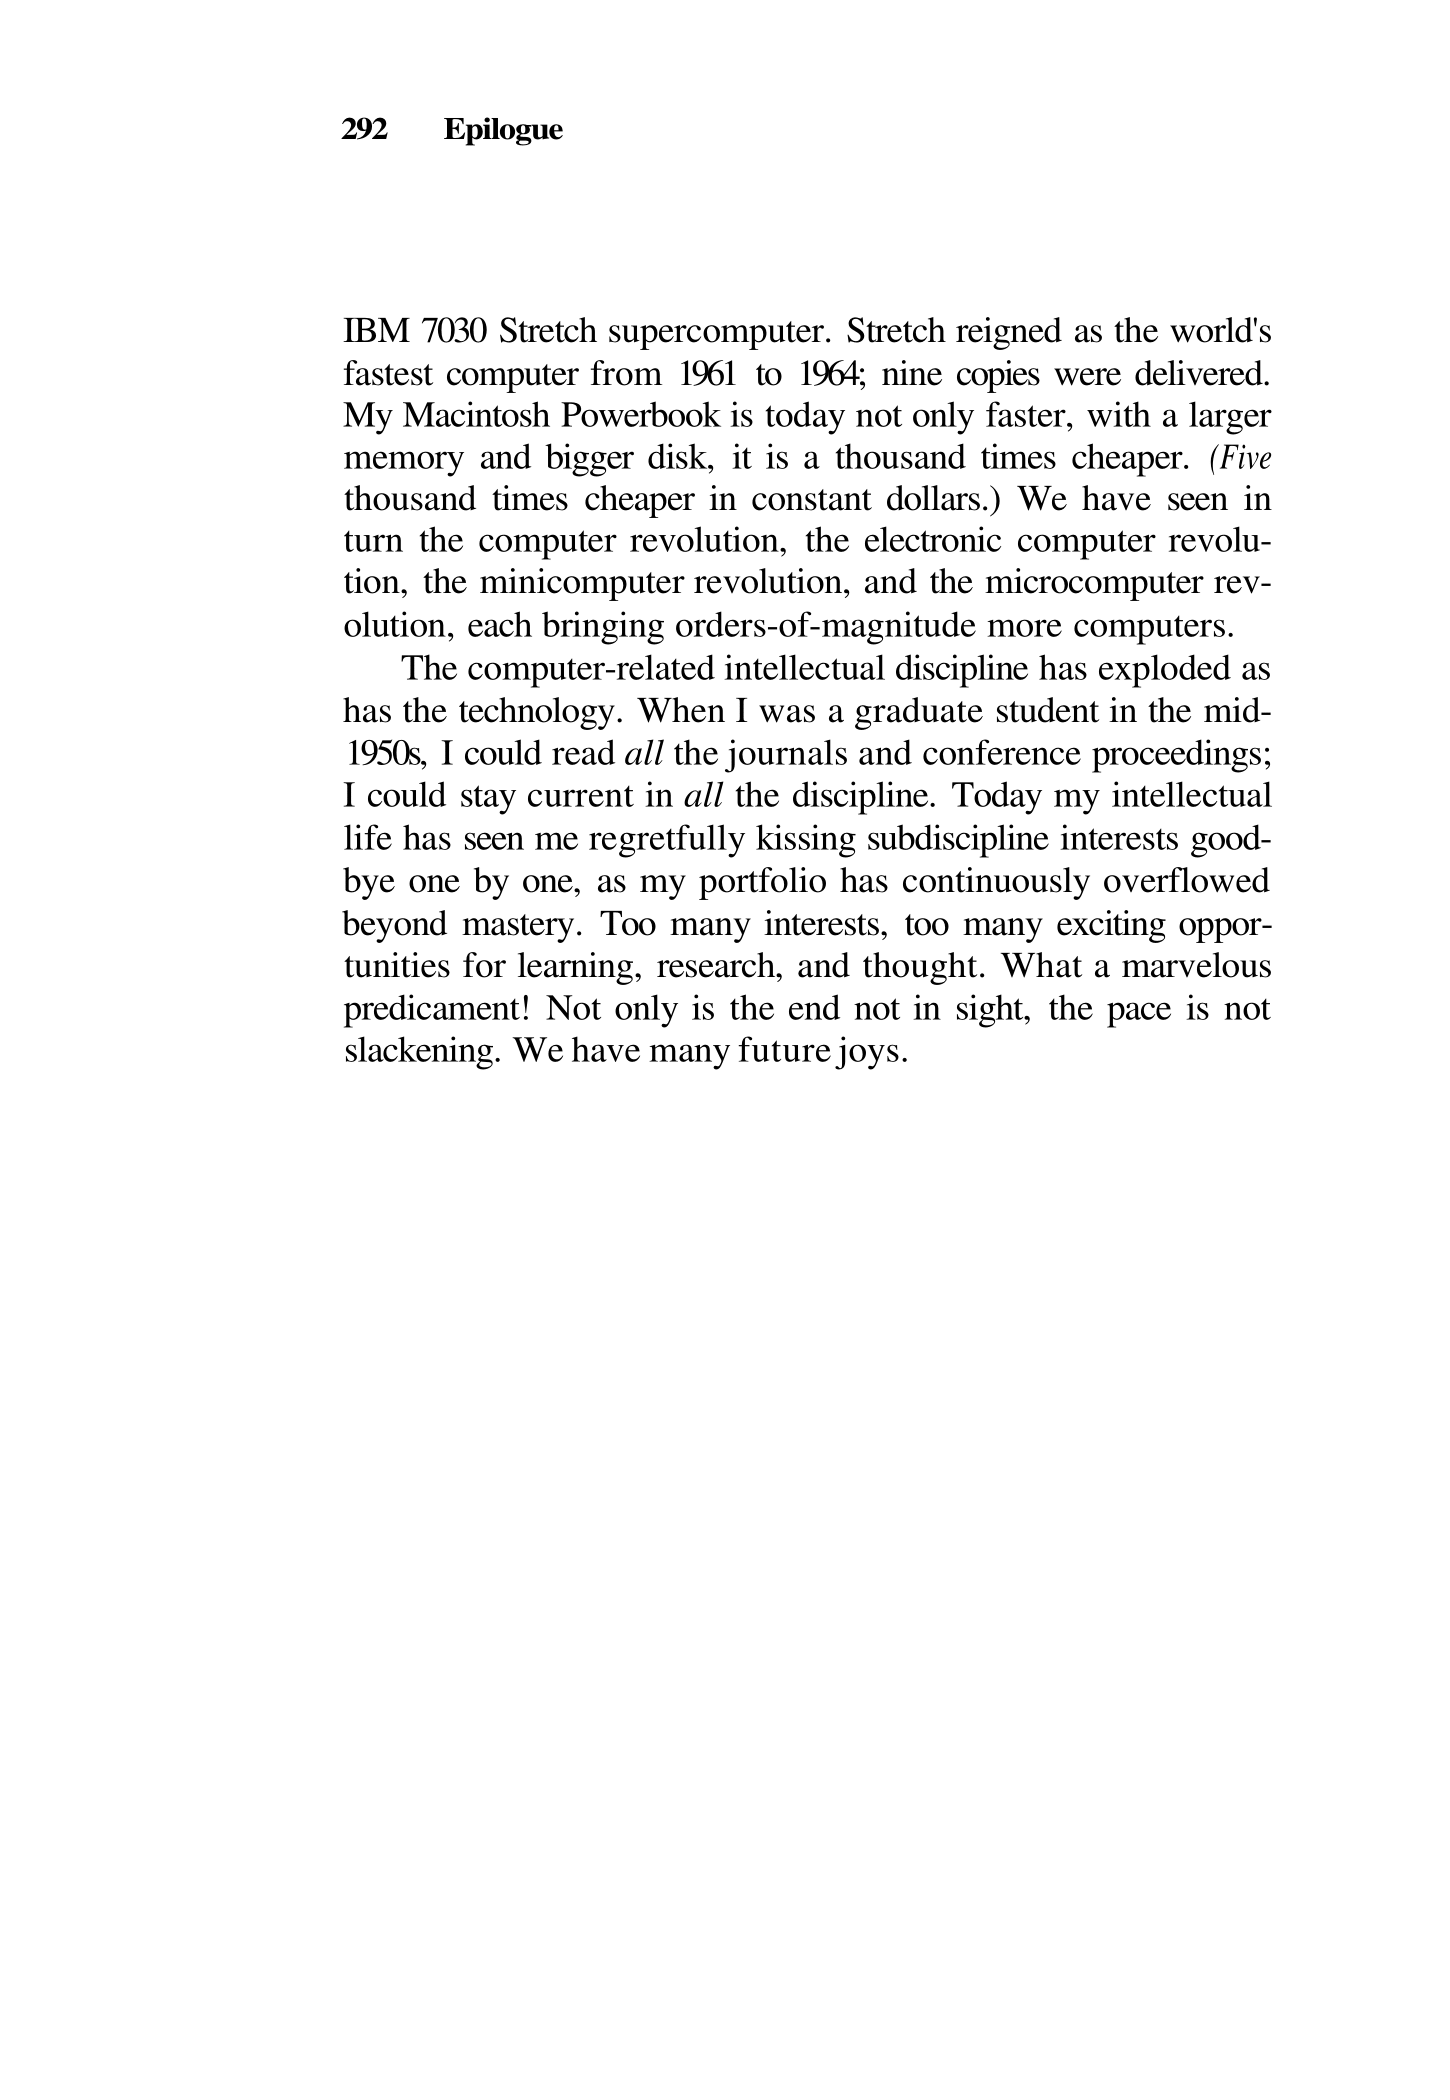 292 Epilogue
IBM 7030 Stretch supercomputer. Stretch reigned as the world's
fastest computer from 1961 to 1964; nine copies were delivered.
My Macintosh Powerbook is today not only faster, with a larger
memory and bigger disk, it is a thousand times cheaper. (Five
thousand times cheaper in constant dollars.) We have seen in
turn the computer revolution, the electronic computer revolu-
tion, the minicomputer revolution, and the microcomputer rev-
olution, each bringing orders-of-magnitude more computers.
The computer-related intellectual discipline has exploded as
has the technology. When I was a graduate student in the mid-
1950s, I could read all the journals and conference proceedings;
I could stay current in all the discipline. Today my intellectual
life has seen me regretfully kissing subdiscipline interests good-
bye one by one, as my portfolio has continuously overflowed
beyond mastery. Too many interests, too many exciting oppor-
tunities for learning, research, and thought. What a marvelous
predicament! Not only is the end not in sight, the pace is not
slackening. We have many future joys.